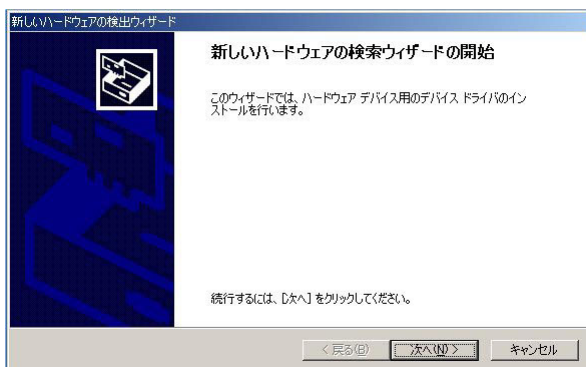 新しいハードウェアの検出ウィザード
新しいハードウェアの検索ウィザードの開始
このウィザードでは、ハードウェア デバイス用のデバイス ドライバのイン
ストールを行います。
続行するには、[次へ] をクリックしてください。
< 戻る(B) 次へ(N) > キャンセル